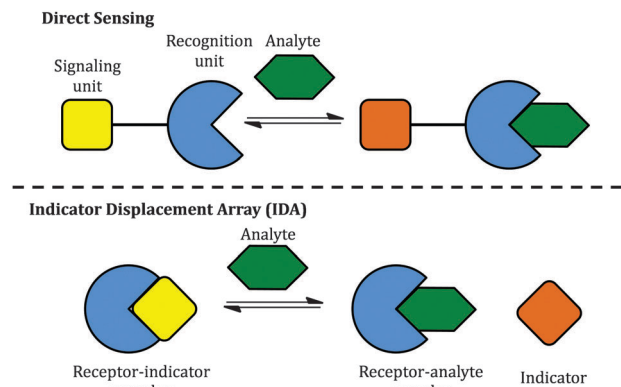 Direct Sensing
Signaling
unit
Recognition
unit
Analyte
Indicator Displacement Array (IDA)
Analyte
Receptor-indicator
Receptor-analyte
Indicator